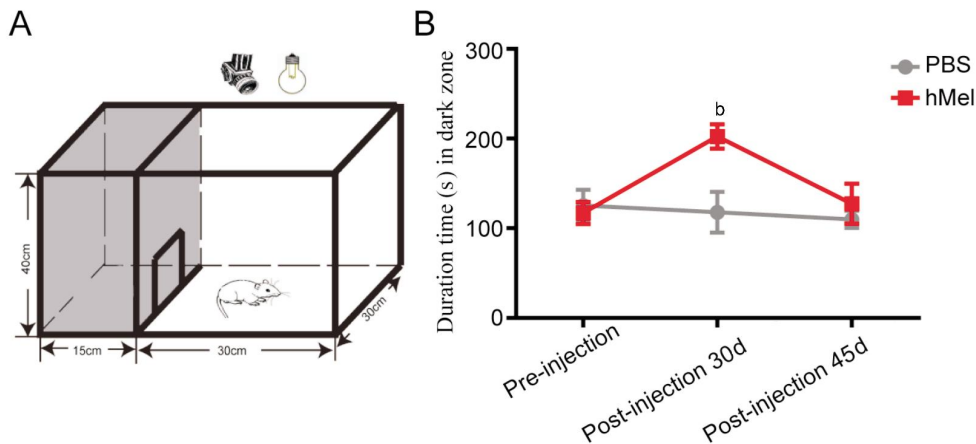 A
40cm
15cm
30cm
30cm
B
Duration time (s) in dark zone
300
200
100
0
b
PBS
hMel
Pre-injection
Post-injection 30d
Post-injection 45d